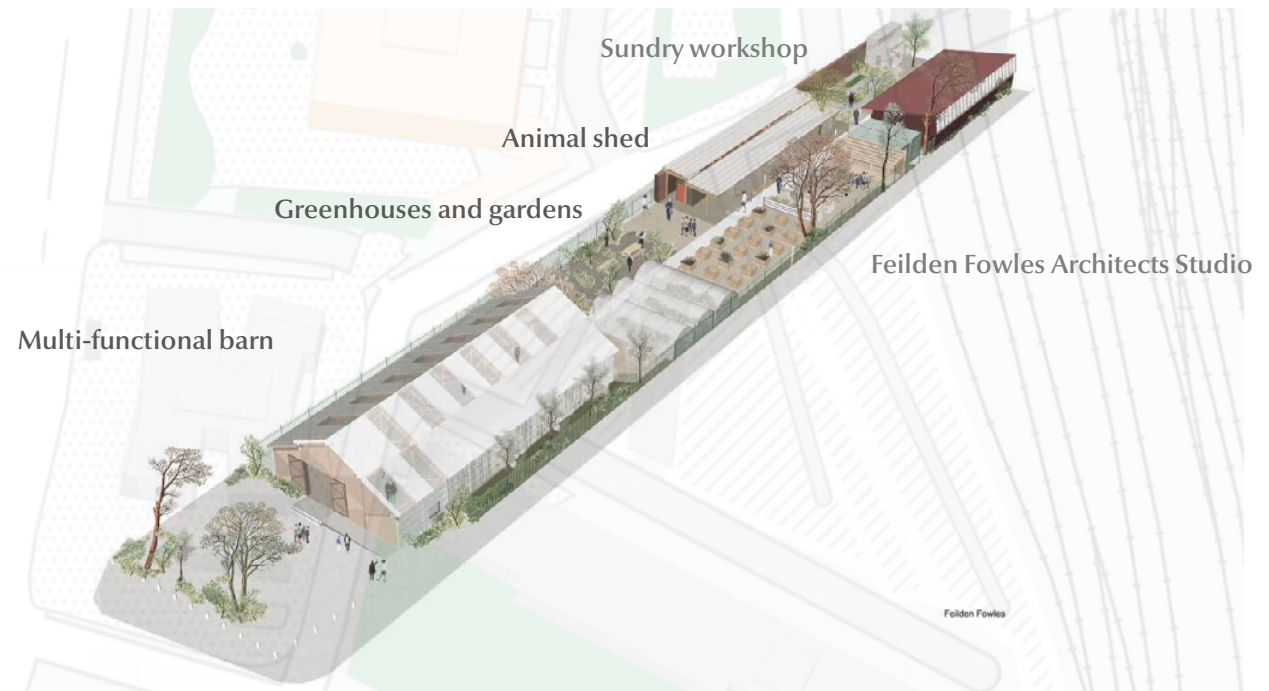 Sundry workshop
Animal shed
Greenhouses and gardens
Feilden Fowles Architects Studio
Multi-functional barn
Feilden Fowles